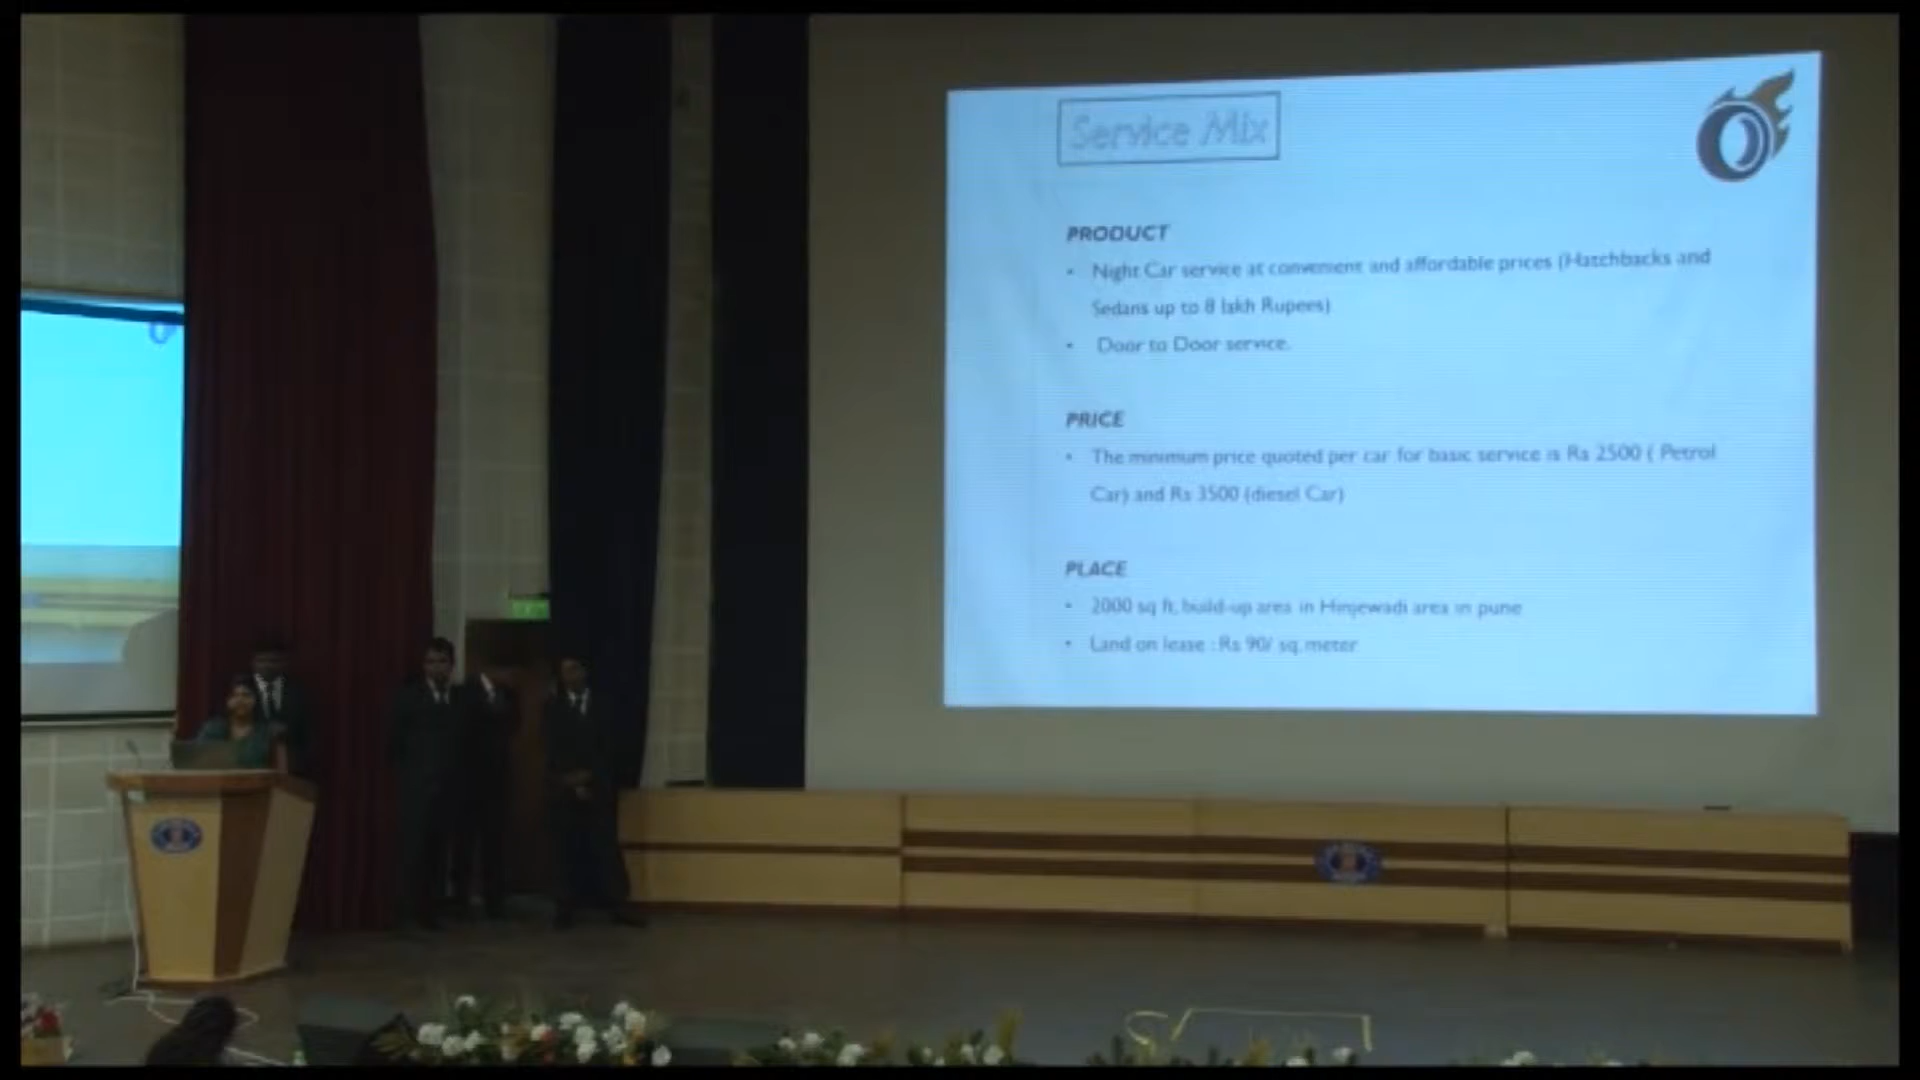 Service Mix
PRODUCT
• Night Car service at convenient and affordable prices (Hatchbacks and
Sedans up to 8 lakh Rupees)
• Door to Door service.
PRICE
• The minimum price quoted per car for basic service is Rs 2500 ( Petrol
Car) and Rs 3500 (diesel Car)
PLACE
• 2000 sq ft. build-up area in Hinjewadi area in pune
• Land on lease : Rs 90/ sq.meter